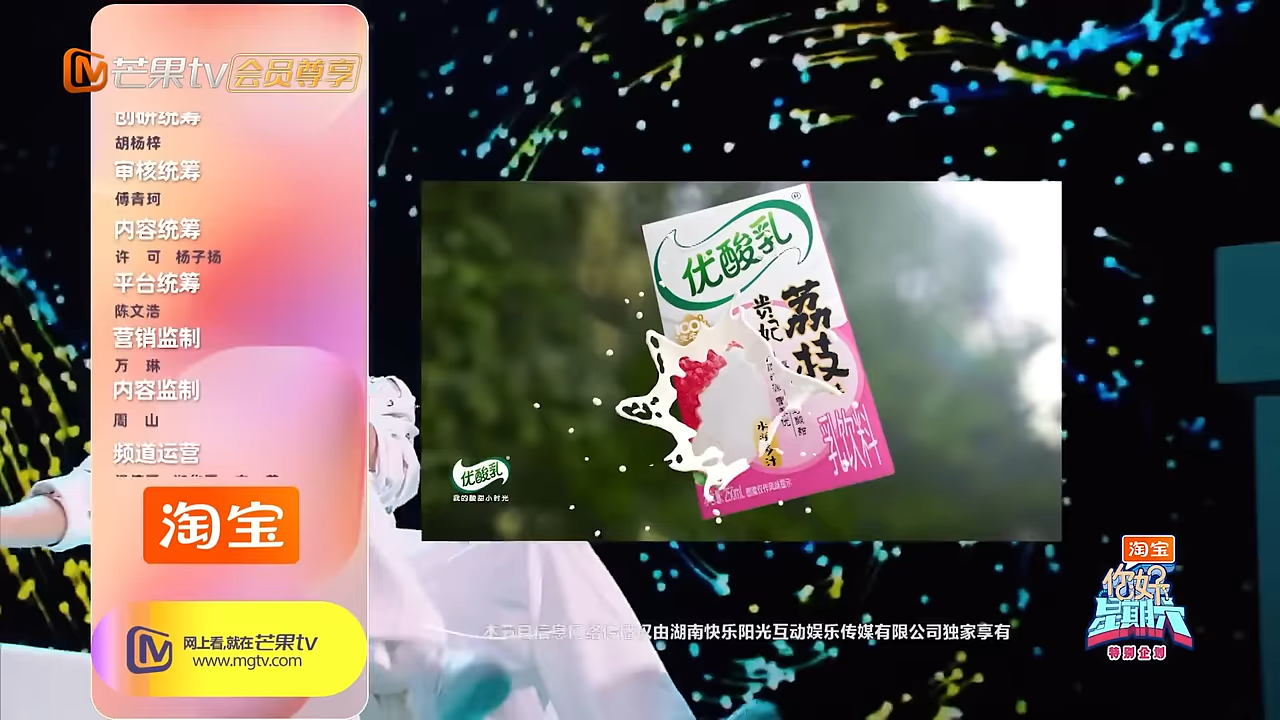 芒果tv会员尊享
创研统筹
胡杨梓
审核统筹
傅青珂
内容统筹
许 可 杨子扬
平台统筹
陈文浩
营销监制
万 琳
内容监制
周 山
频道运营
淘宝
网上看,就在芒果tv
www.mgtv.com
优酸乳
荔枝
贵妃
乳饮料
优酸乳
我的酸甜小时光
由湖南快乐阳光互动娱乐传媒有限公司独家享有
淘宝
你好
星期六
特别企划